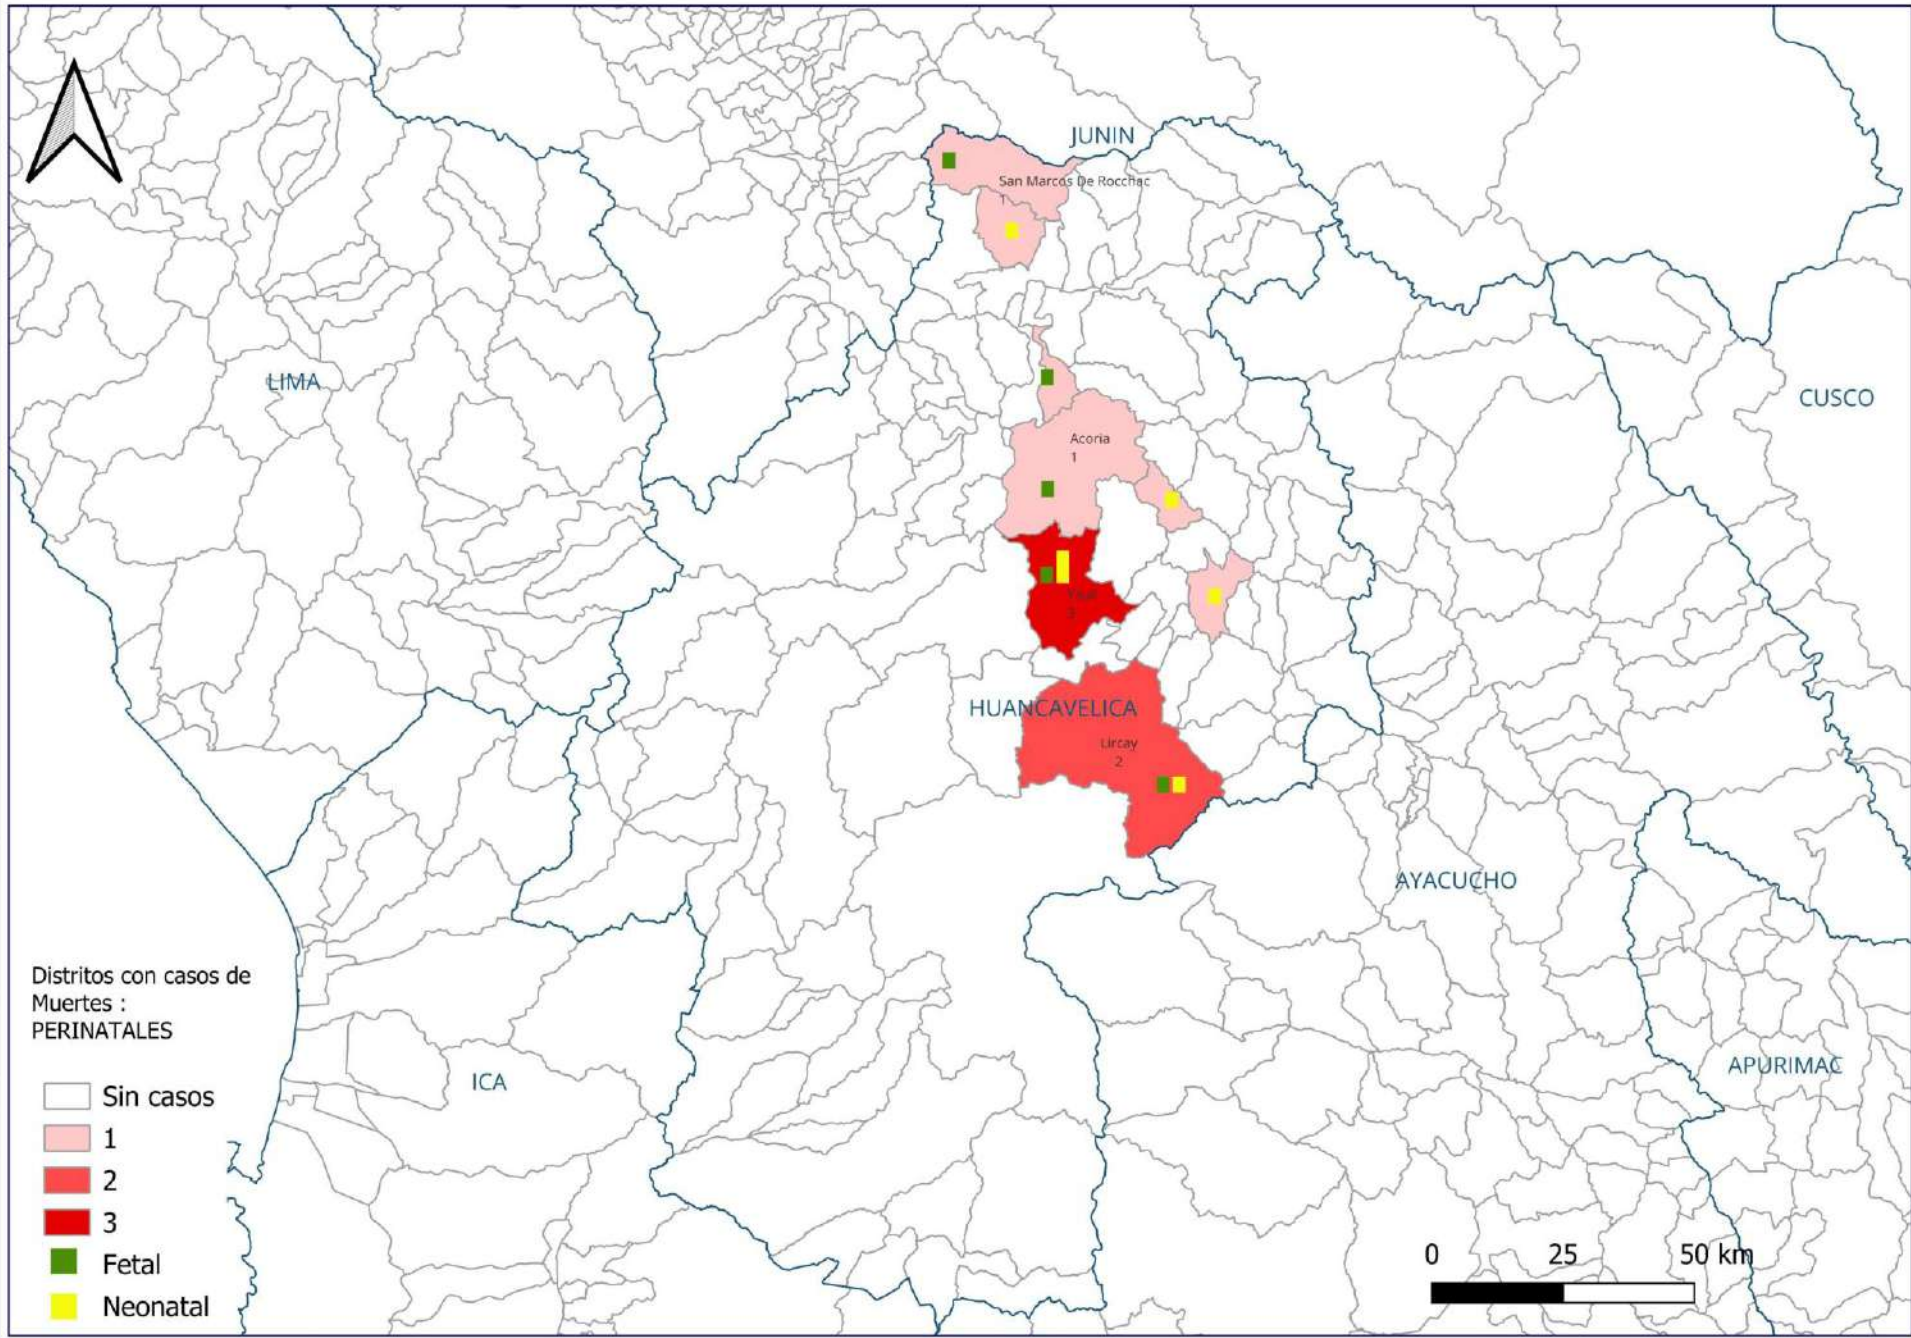 JUNIN
San Marcos De Rocchac
1
LIMA
CUSCO
Acoria
1
Yauli
3
HUANCAVELICA
Lircay
2
AYACUCHO
Distritos con casos de
Muertes :
PERINATALES
APURIMAC
ICA
Sin casos
1
2
3
Fetal
Neonatal
0 25 50 km